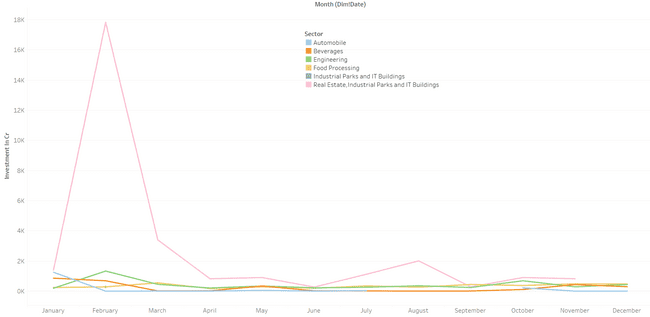 Month (Dim!Date)
Sector
Automobile
Beverages
Engineering
Food Processing
Industrial Parks and IT Buildings
Real Estate,Industrial Parks and IT Buildings
Investment In Cr
18K
16K
14K
12K
10K
8K
6K
4K
2K
0K
January February March April May June July August September October November December